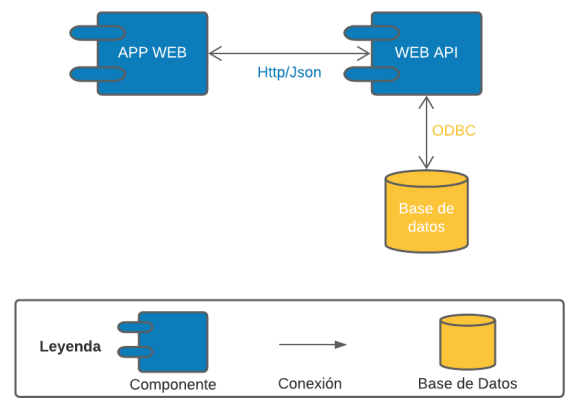 APP WEB
WEB API
Http/Json
ODBC
Base de
datos
Leyenda
Componente
Conexión
Base de Datos